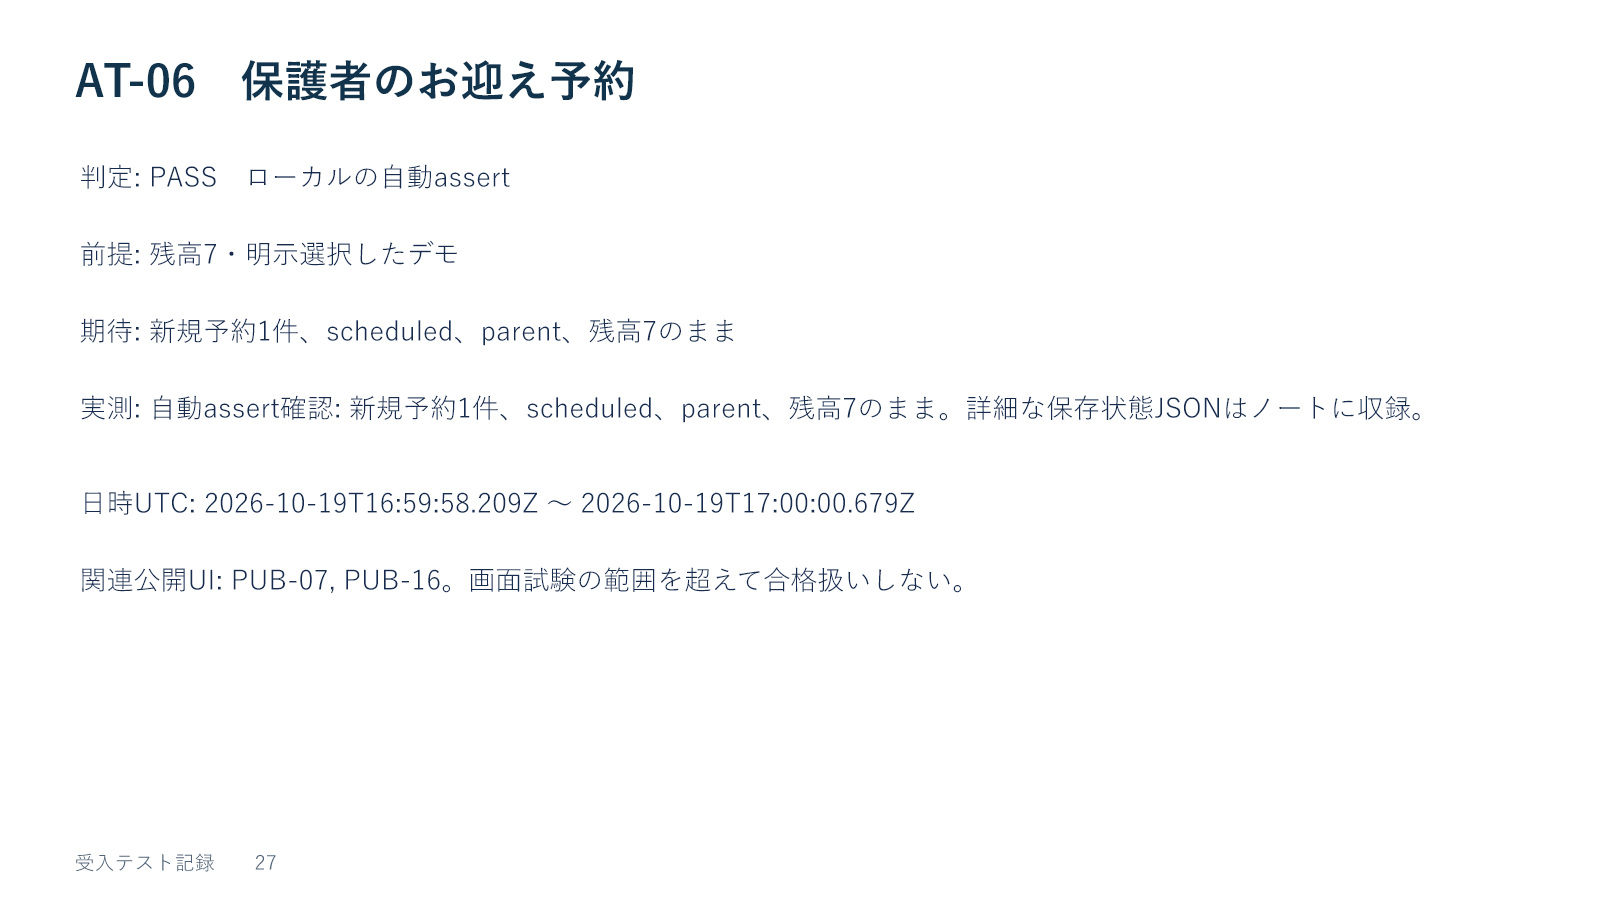 AT-06　保護者のお迎え予約
判定: PASS　ローカルの自動assert
前提: 残高7・明示選択したデモ
期待: 新規予約1件、scheduled、parent、残高7のまま
実測: 自動assert確認: 新規予約1件、scheduled、parent、残高7のまま。詳細な保存状態JSONはノートに収録。
日時UTC: 2026-10-19T16:59:58.209Z ～ 2026-10-19T17:00:00.679Z
関連公開UI: PUB-07, PUB-16。画面試験の範囲を超えて合格扱いしない。
受入テスト記録　27